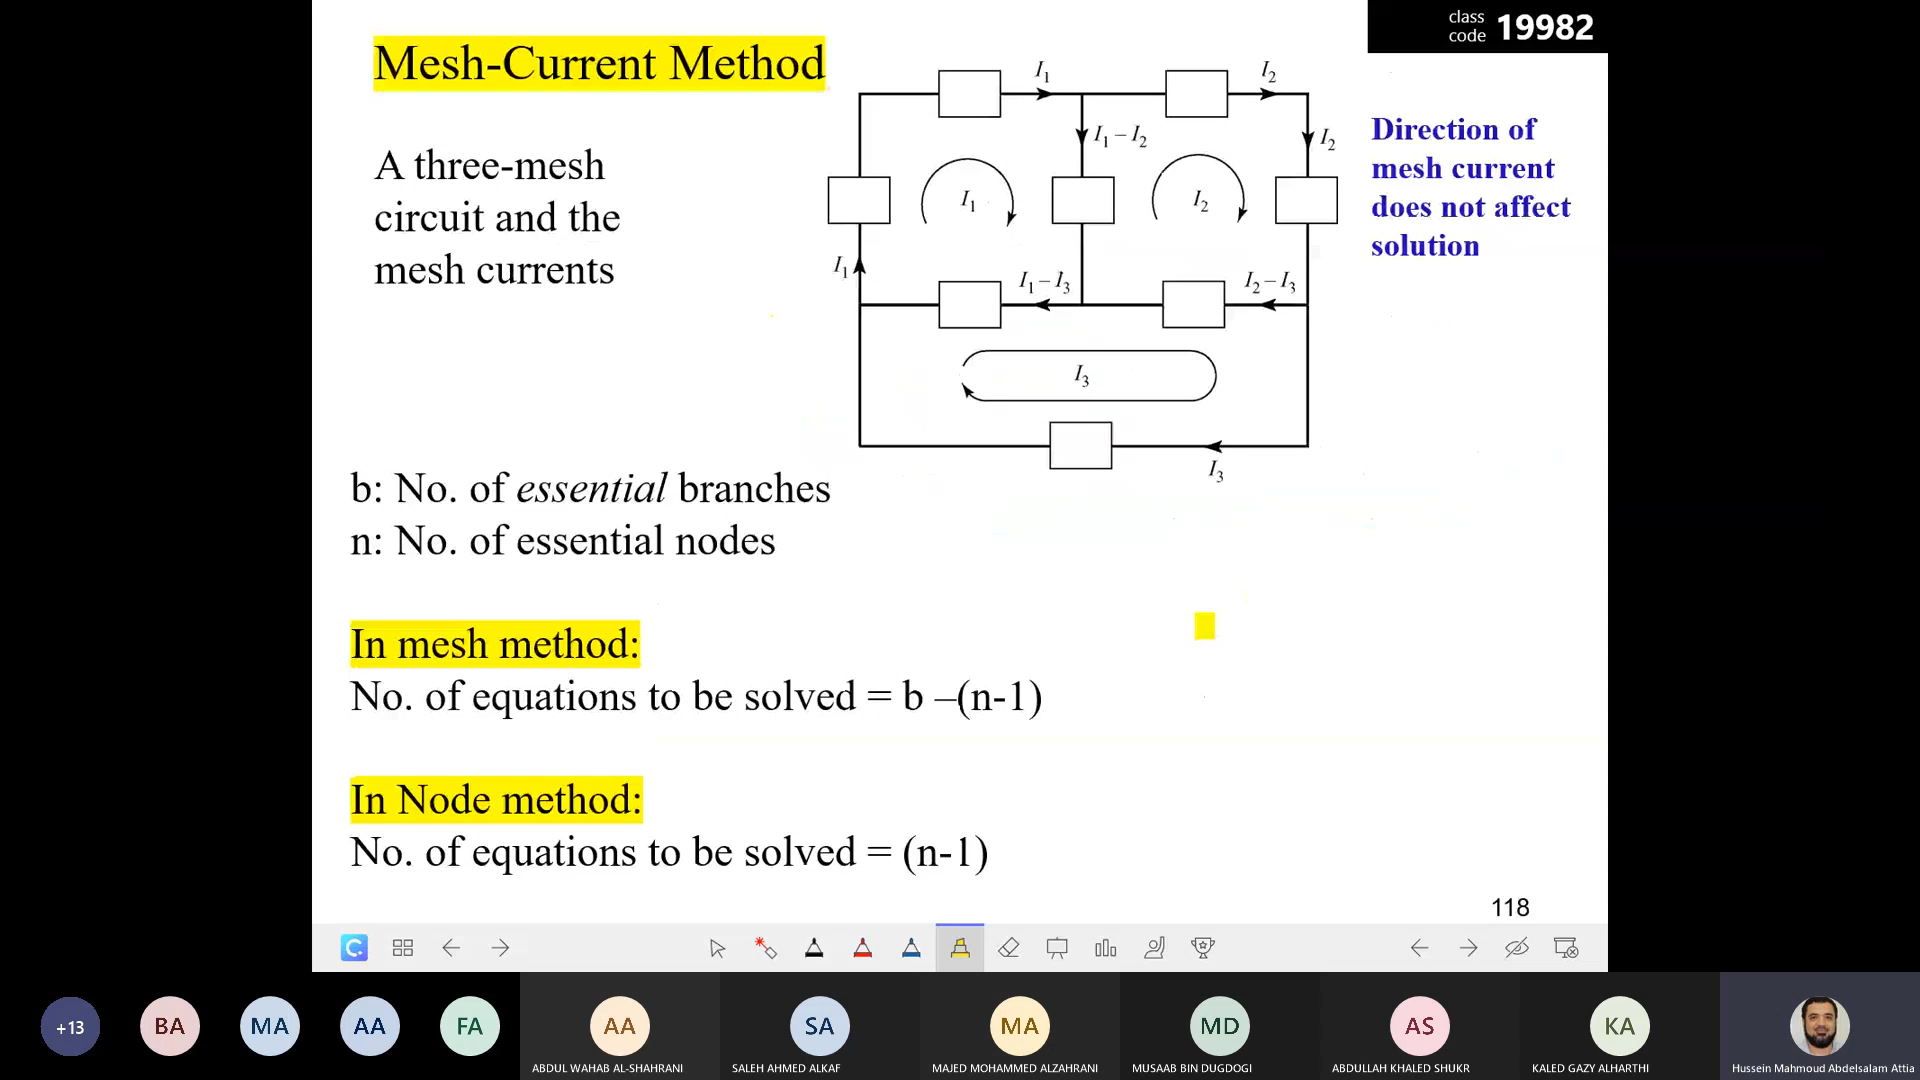 class
code 19982
Mesh-Current Method
A three-mesh
circuit and the
mesh currents
I₁
I₂
I₁ – I₂
I₂
I₁
I₂
I₁
I₁ – I₃
I₂ – I₃
I₃
I₃
Direction of
mesh current
does not affect
solution
b: No. of essential branches
n: No. of essential nodes
In mesh method:
No. of equations to be solved = b –(n-1)
In Node method:
No. of equations to be solved = (n-1)
118
C
+13
BA
MA
AA
FA
AA
ABDUL WAHAB AL-SHAHRANI
SA
SALEH AHMED ALKAF
MA
MAJED MOHAMMED ALZAHRANI
MD
MUSAAB BIN DUGDOGI
AS
ABDULLAH KHALED SHUKR
KA
KALED GAZY ALHARTHI
Hussein Mahmoud Abdelsalam Attia